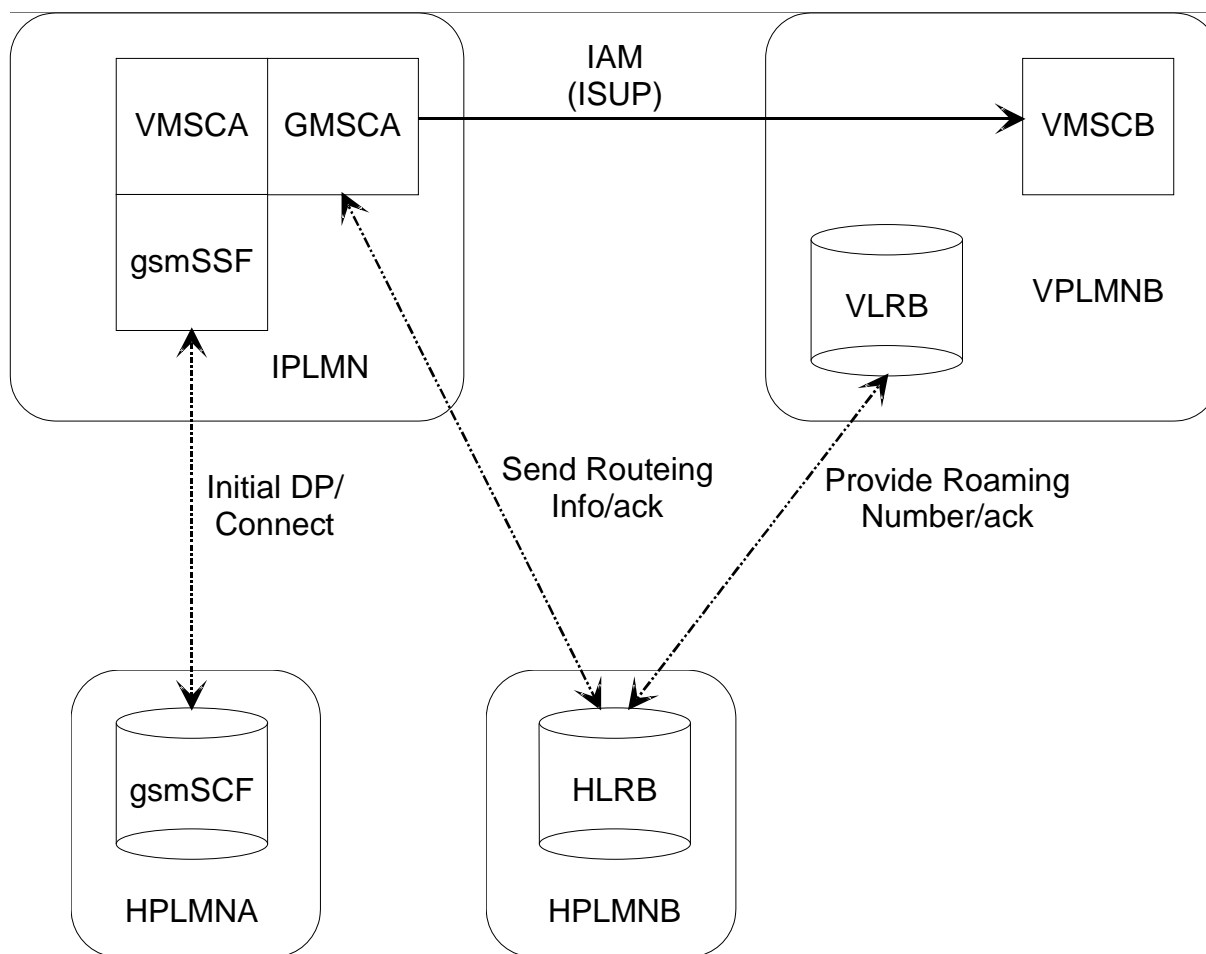 IAM
(ISUP)
VMSCA
GMSCA
VMSCB
gsmSSF
VLRB
VPLMNB
IPLMN
Initial DP/
Connect
Send Routeing
Info/ack
Provide Roaming
Number/ack
gsmSCF
HLRB
HPLMNA
HPLMNB